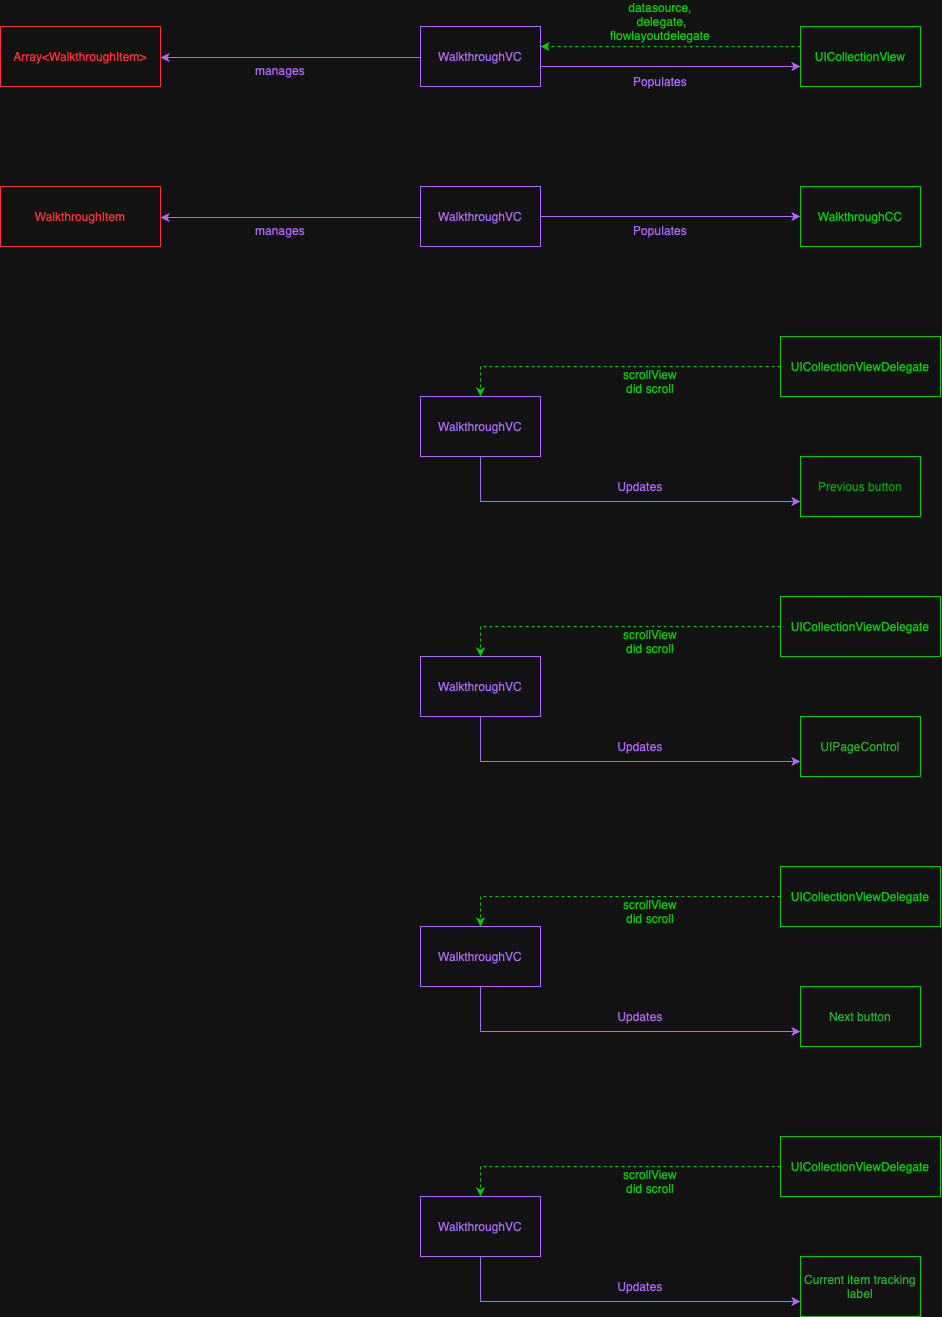 datasource,
delegate,
flowlayoutdelegate
Array<WalkthroughItem>
manages
WalkthroughVC
Populates
UICollectionView
WalkthroughItem
manages
WalkthroughVC
Populates
WalkthroughCC
UICollectionViewDelegate
scrollView
did scroll
WalkthroughVC
Updates
Previous button
UICollectionViewDelegate
scrollView
did scroll
WalkthroughVC
Updates
UIPageControl
UICollectionViewDelegate
scrollView
did scroll
WalkthroughVC
Updates
Next button
UICollectionViewDelegate
scrollView
did scroll
WalkthroughVC
Updates
Current item tracking
label